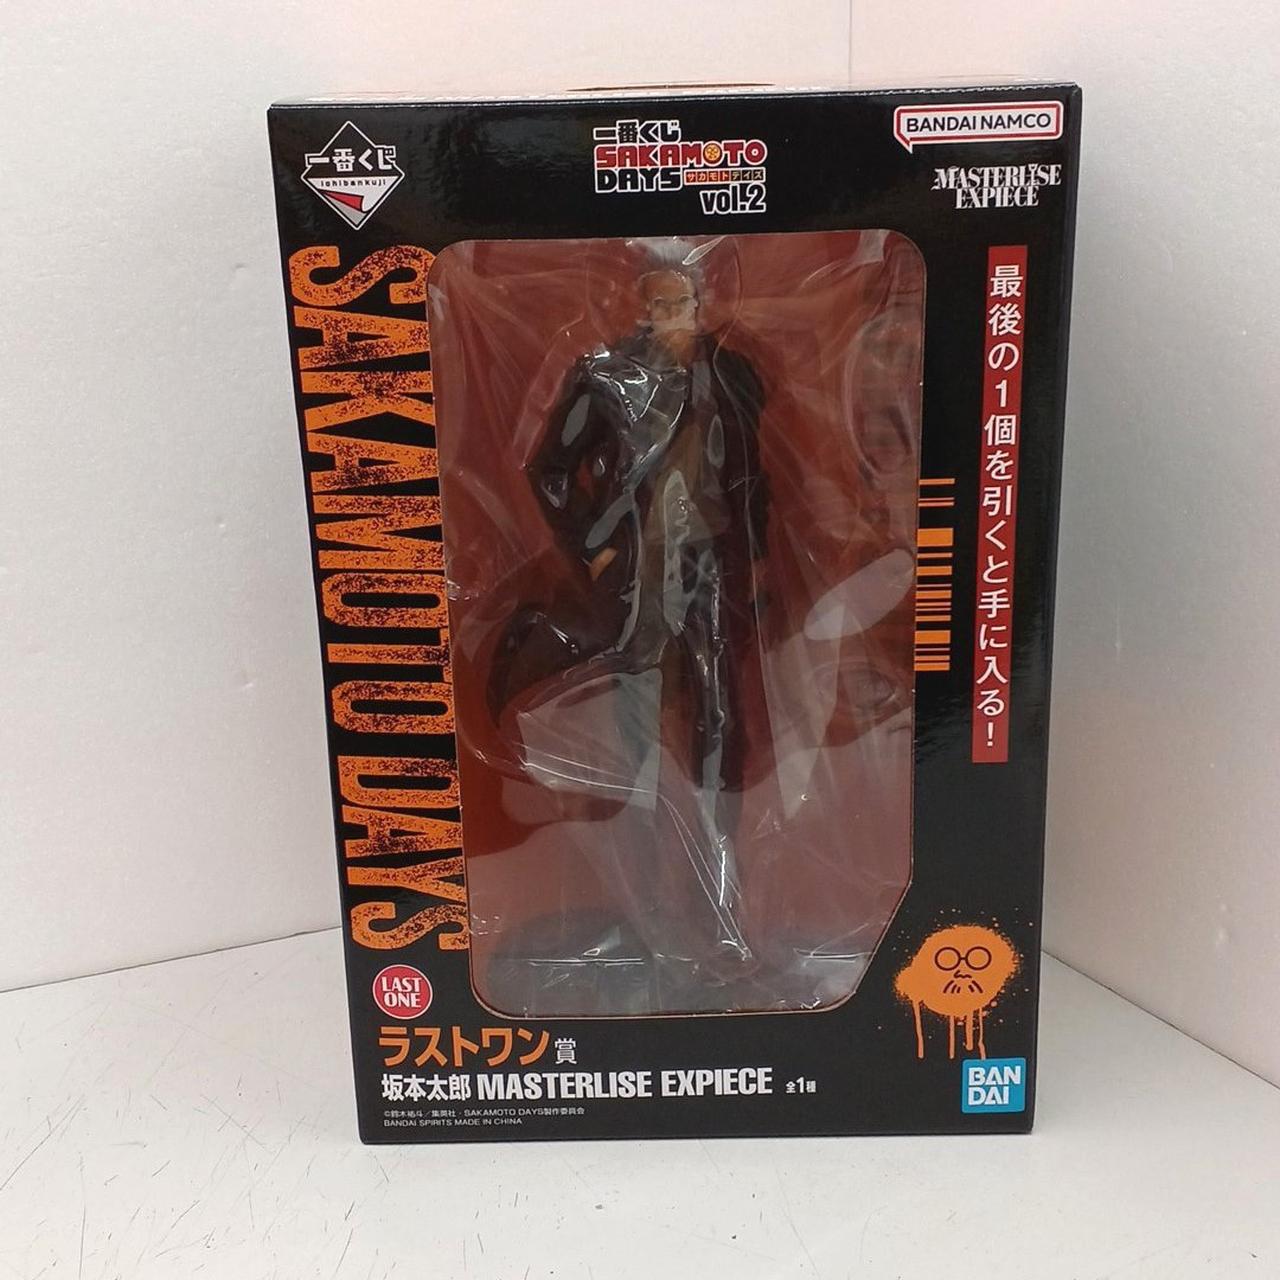 一番くじ
ichibankuji
一番くじ
SAKAMOTO
DAYS サカモトデイズ
vol.2
BANDAI NAMCO
MASTERLISE
EXPIECE
SAKAMOTO DAYS
最後の1個を引くと手に入る!
LAST
ONE
ラストワン賞
坂本太郎 MASTERLISE EXPIECE 全1種
©鈴木祐斗/集英社・SAKAMOTO DAYS製作委員会
BANDAI SPIRITS MADE IN CHINA
BAN
DAI